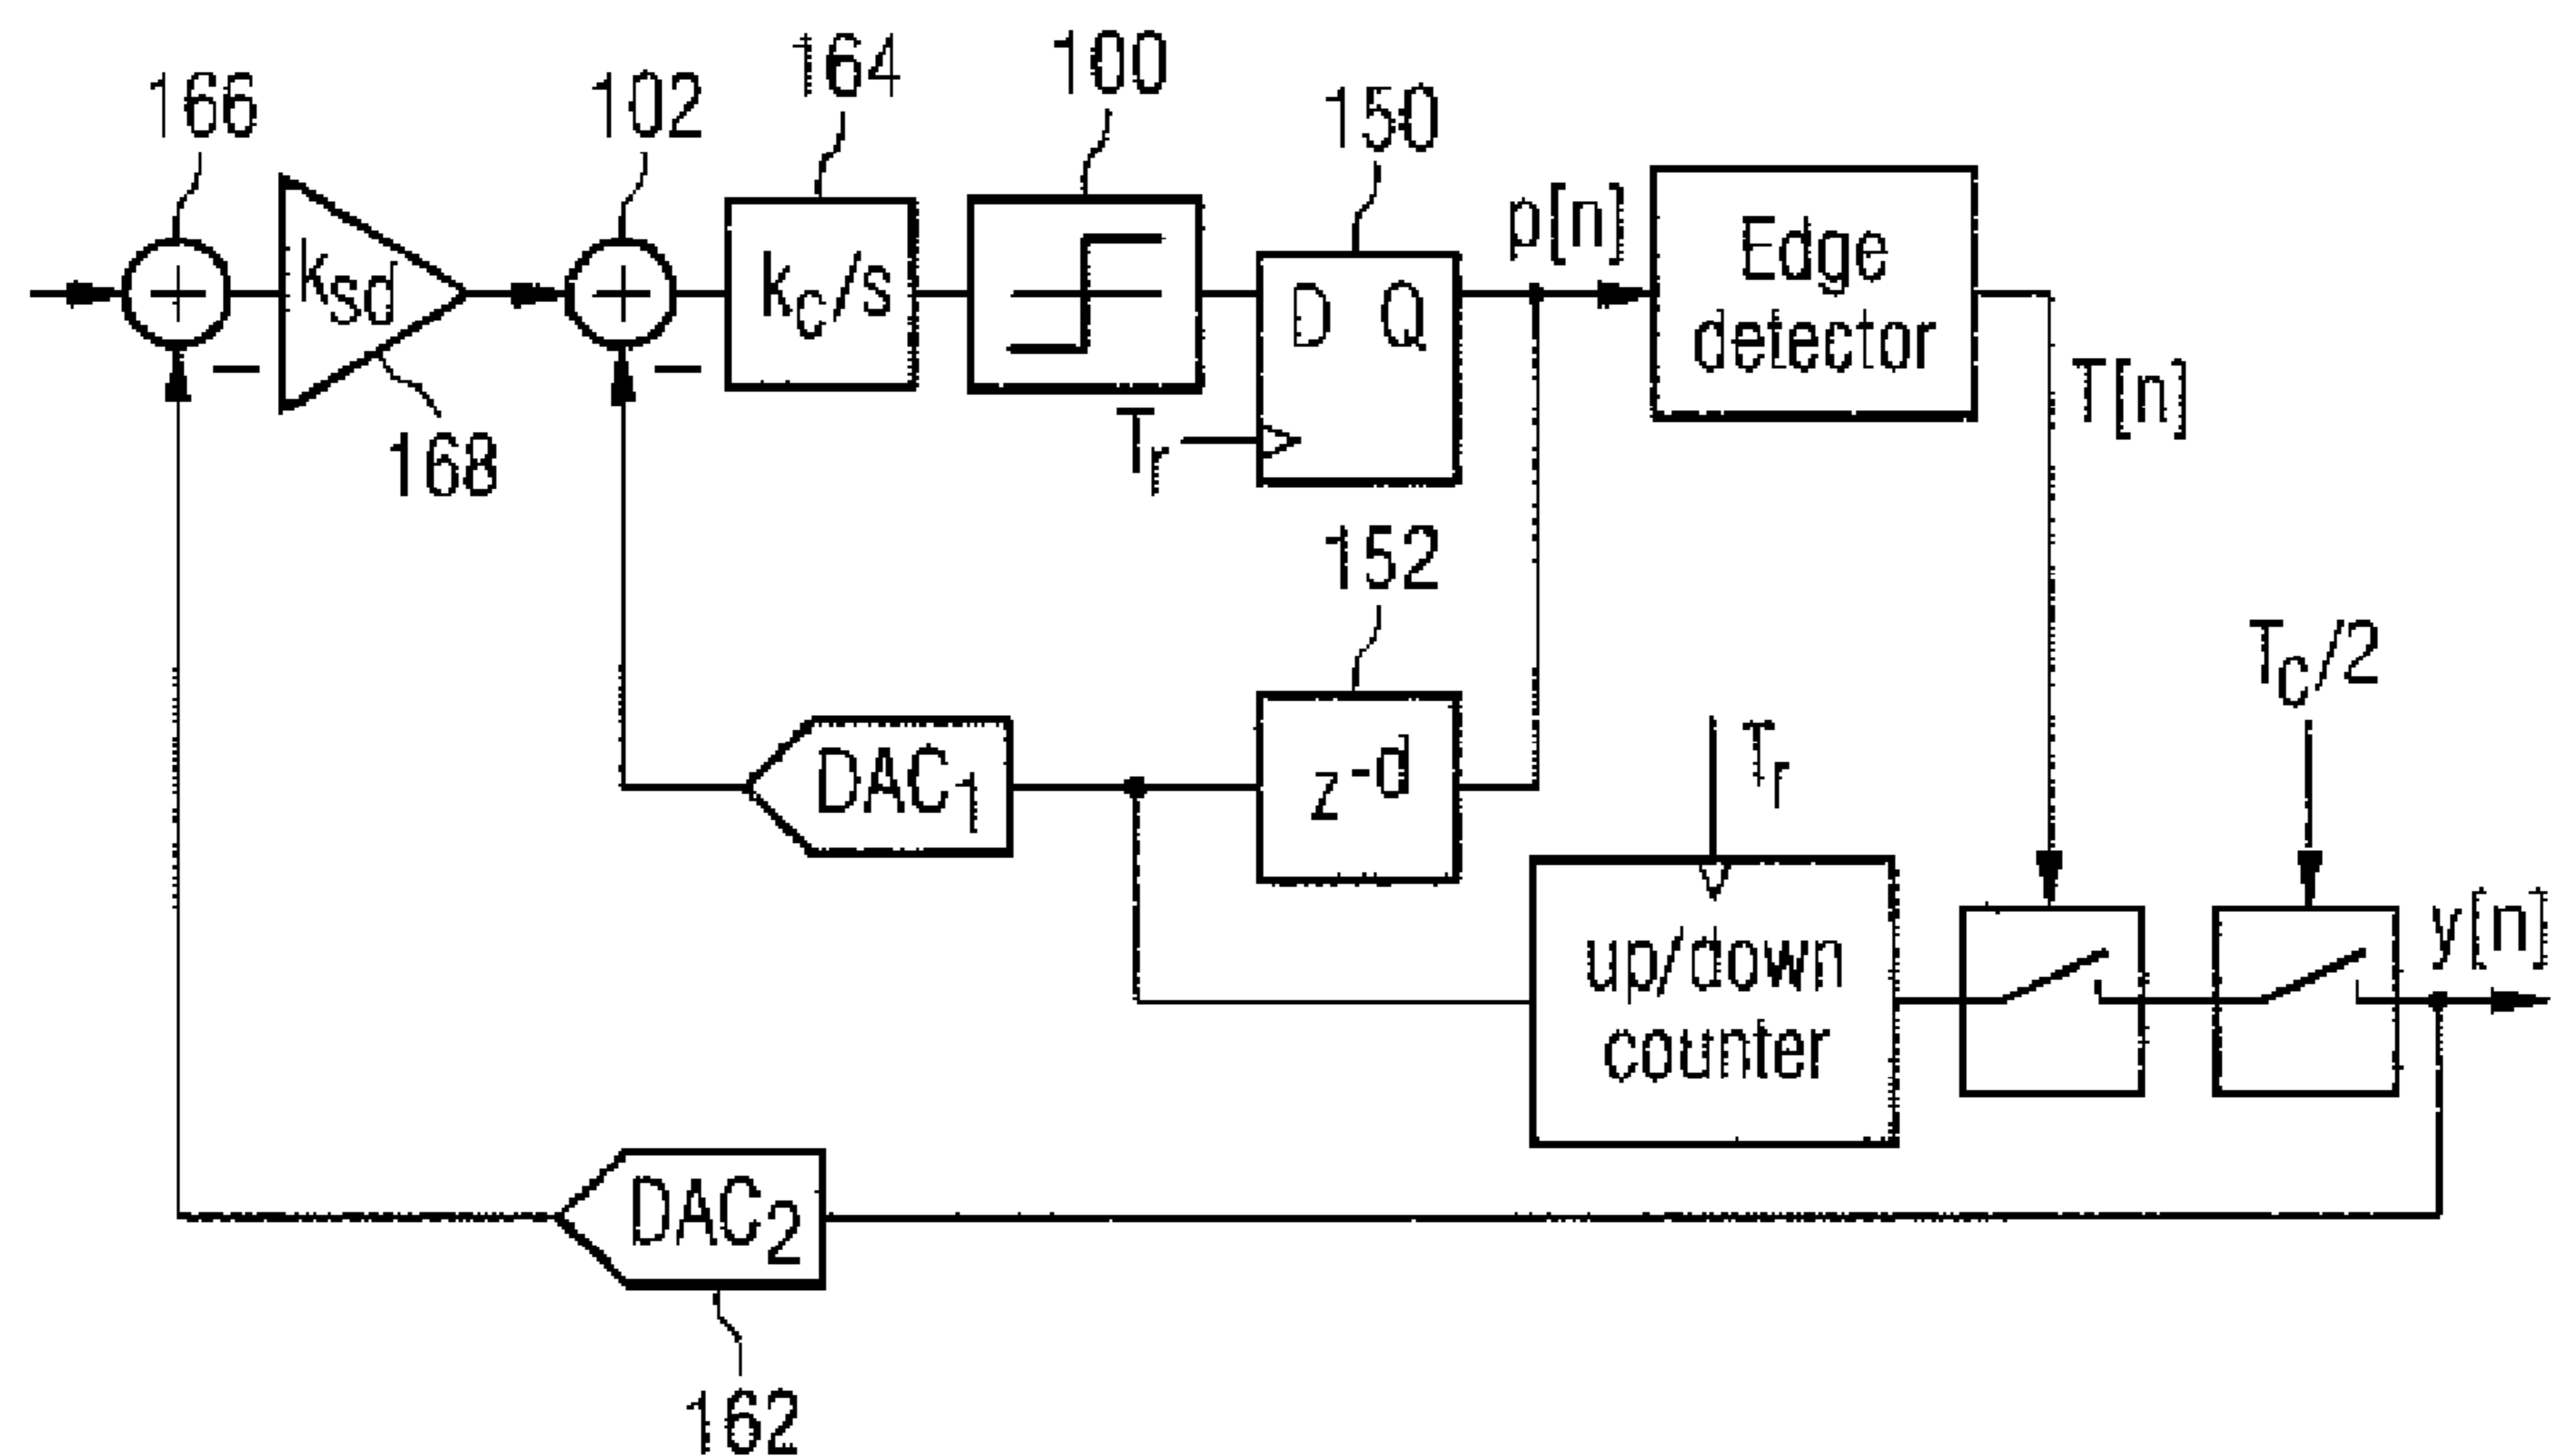 166
102
164
100
150
ksd
kc/s
D Q
Tr
p[n]
Edge
detector
T[n]
168
152
DAC1
z-d
Tr
Tc/2
up/down
counter
y[n]
DAC2
162